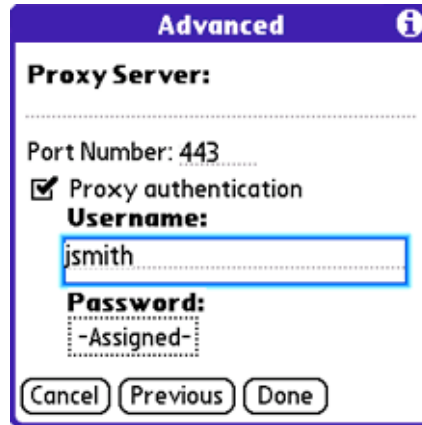 Advanced
Proxy Server:
Port Number: 443
Proxy authentication
Username:
jsmith
Password:
-Assigned-
Cancel Previous Done